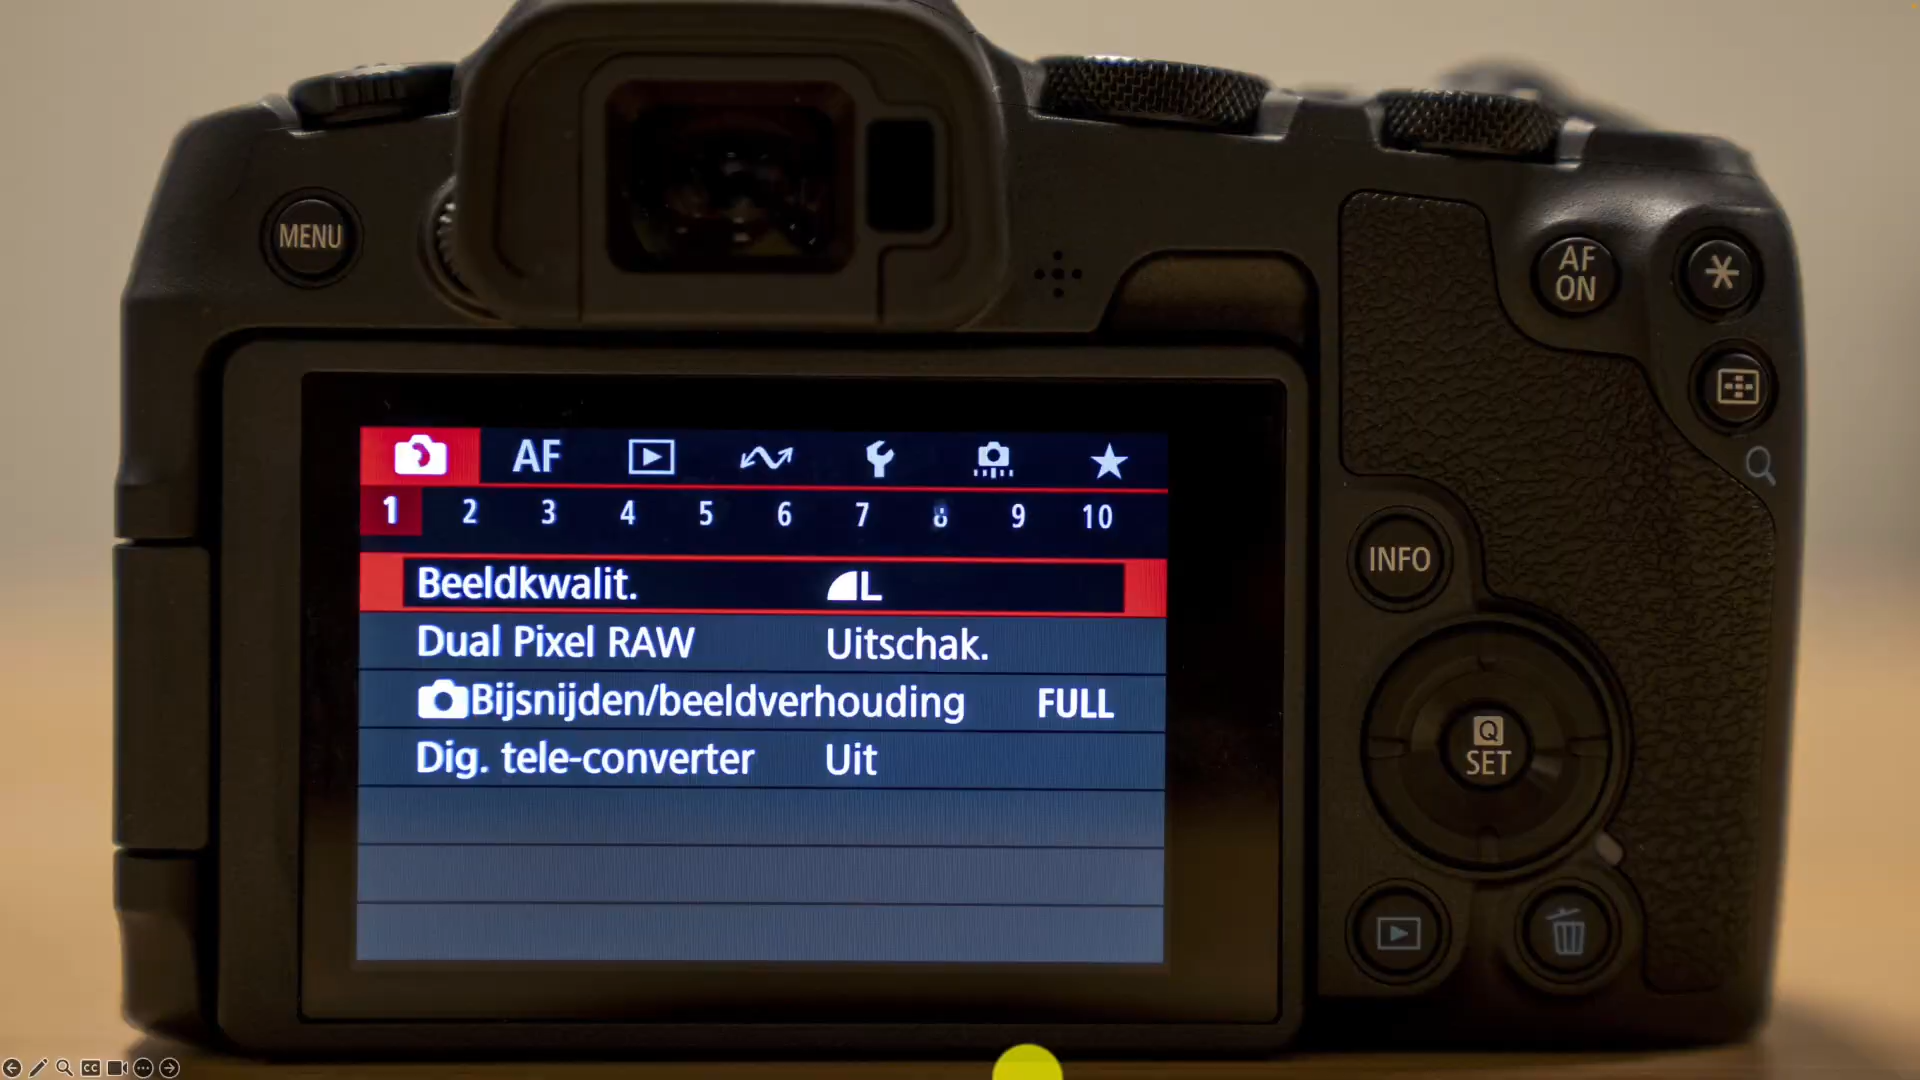 MENU
AF
ON
AF
1 2 3 4 5 6 7 8 9 10
Beeldkwalit. L
Dual Pixel RAW Uitschak.
Bijsnijden/beeldverhouding FULL
Dig. tele-converter Uit
INFO
Q
SET
CC